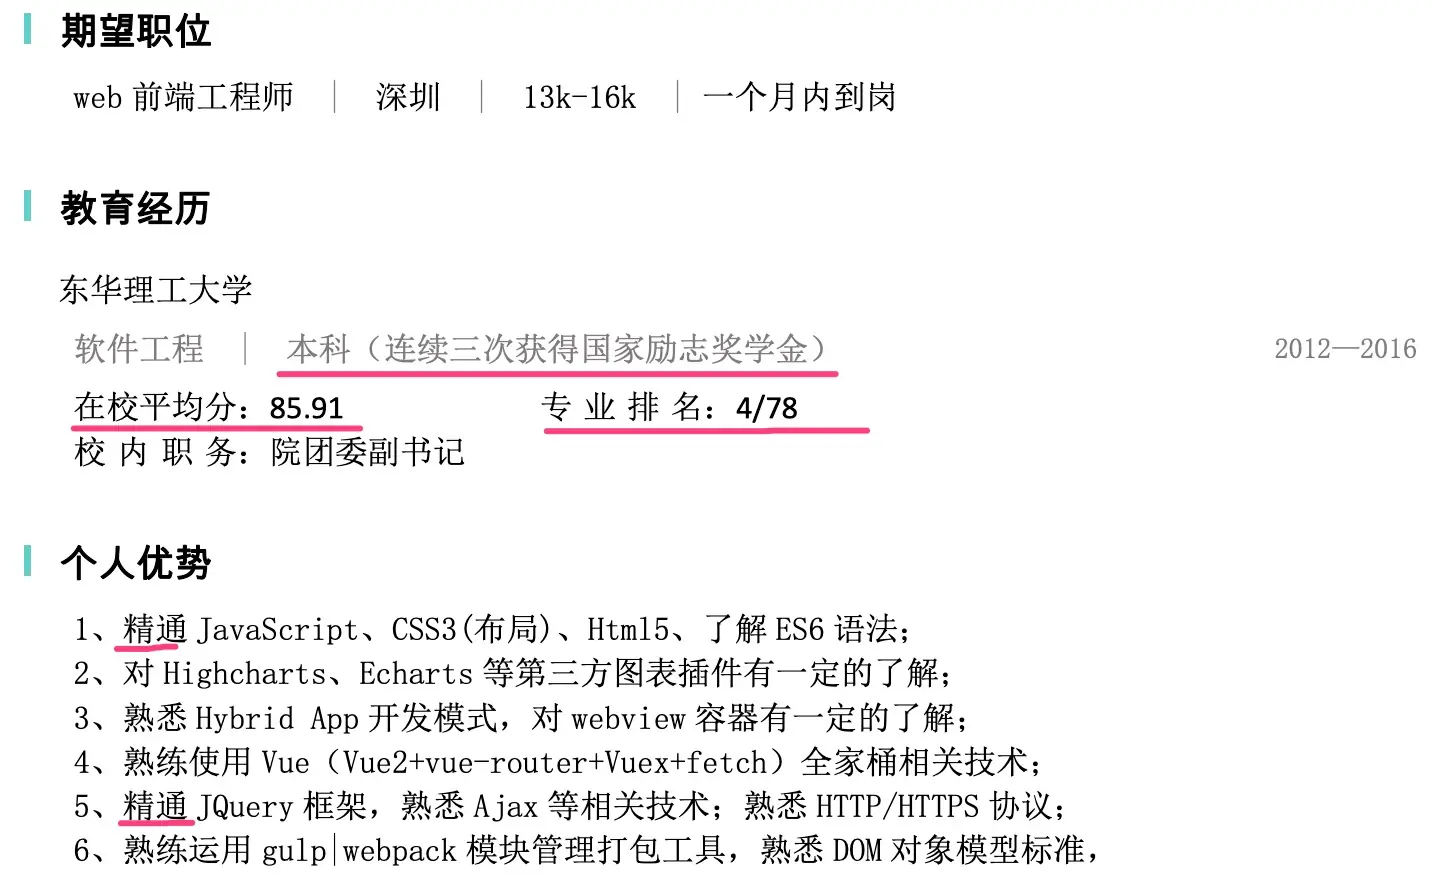 期望职位
web 前端工程师 | 深圳 | 13k-16k | 一个月内到岗
教育经历
东华理工大学
软件工程 | 本科（连续三次获得国家励志奖学金） 2012—2016
在校平均分：85.91 专 业 排 名：4/78
校 内 职 务：院团委副书记
个人优势
1、精通 JavaScript、CSS3(布局)、Html5、了解 ES6 语法；
2、对 Highcharts、Echarts 等第三方图表插件有一定的了解；
3、熟悉 Hybrid App 开发模式，对 webview 容器有一定的了解；
4、熟练使用 Vue（Vue2+vue-router+Vuex+fetch）全家桶相关技术；
5、精通 JQuery 框架，熟悉 Ajax 等相关技术；熟悉 HTTP/HTTPS 协议；
6、熟练运用 gulp|webpack 模块管理打包工具，熟悉 DOM 对象模型标准，